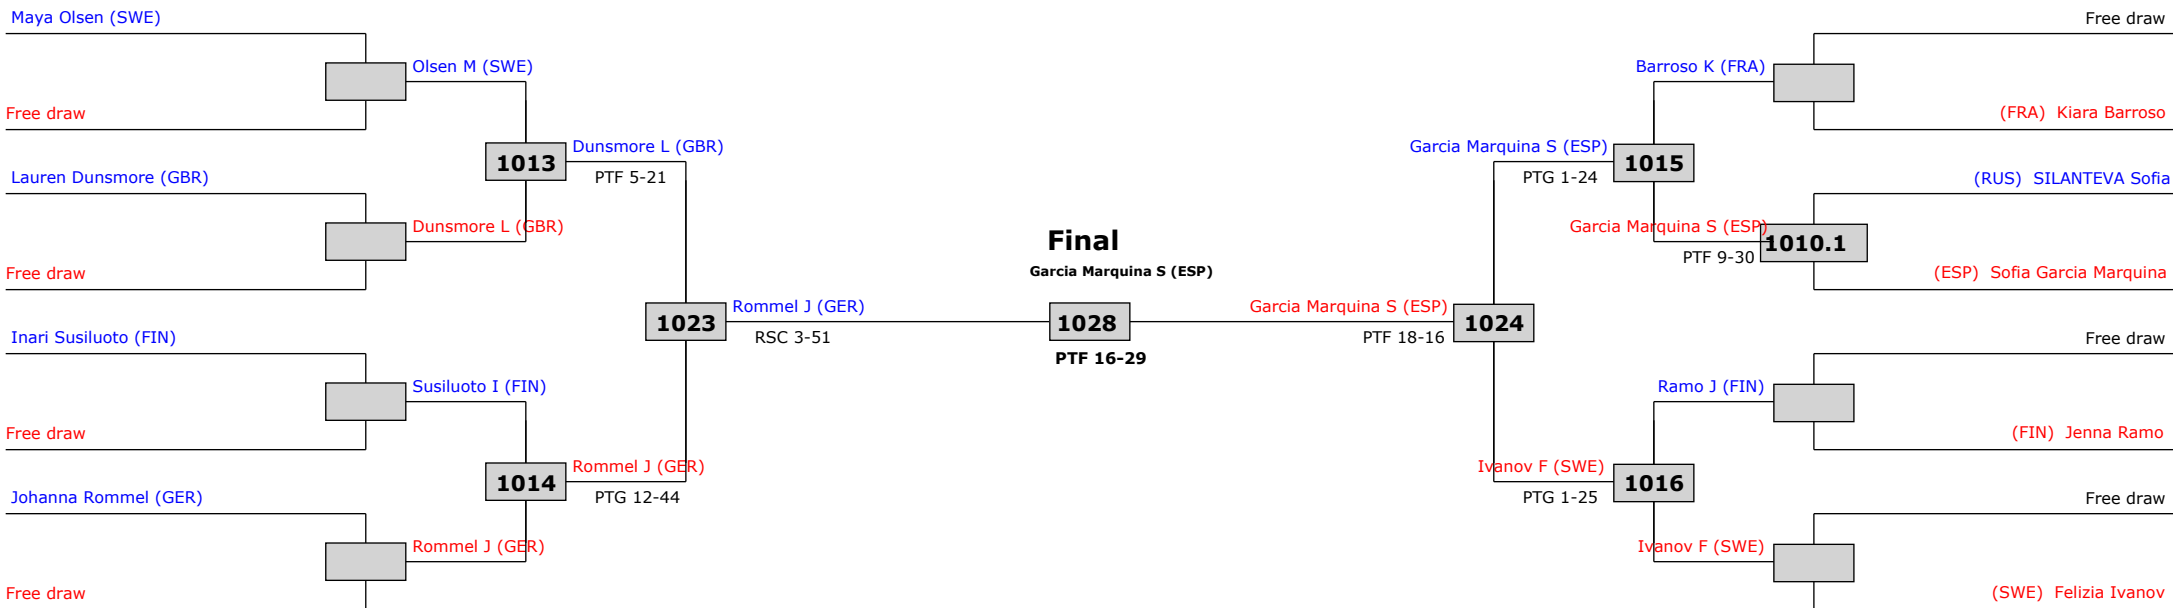 Maya Olsen (SWE)
Free draw
Olsen M (SWE)
Barroso K (FRA)
Free draw
(FRA) Kiara Barroso
Dunsmore L (GBR)
1013
PTF 5-21
Garcia Marquina S (ESP)
1015
PTG 1-24
Lauren Dunsmore (GBR)
(RUS) SILANTEVA Sofia
Dunsmore L (GBR)
Garcia Marquina S (ESP)
1010.1
PTF 9-30
Free draw
(ESP) Sofia Garcia Marquina
Final
Garcia Marquina S (ESP)
1023
Rommel J (GER)
RSC 3-51
1028
PTF 16-29
Garcia Marquina S (ESP)
PTF 18-16
1024
Inari Susiluoto (FIN)
Free draw
Susiluoto I (FIN)
Ramo J (FIN)
Free draw
(FIN) Jenna Ramo
1014
Rommel J (GER)
PTG 12-44
Ivanov F (SWE)
PTG 1-25
1016
Johanna Rommel (GER)
Free draw
Rommel J (GER)
Ivanov F (SWE)
Free draw
(SWE) Felizia Ivanov